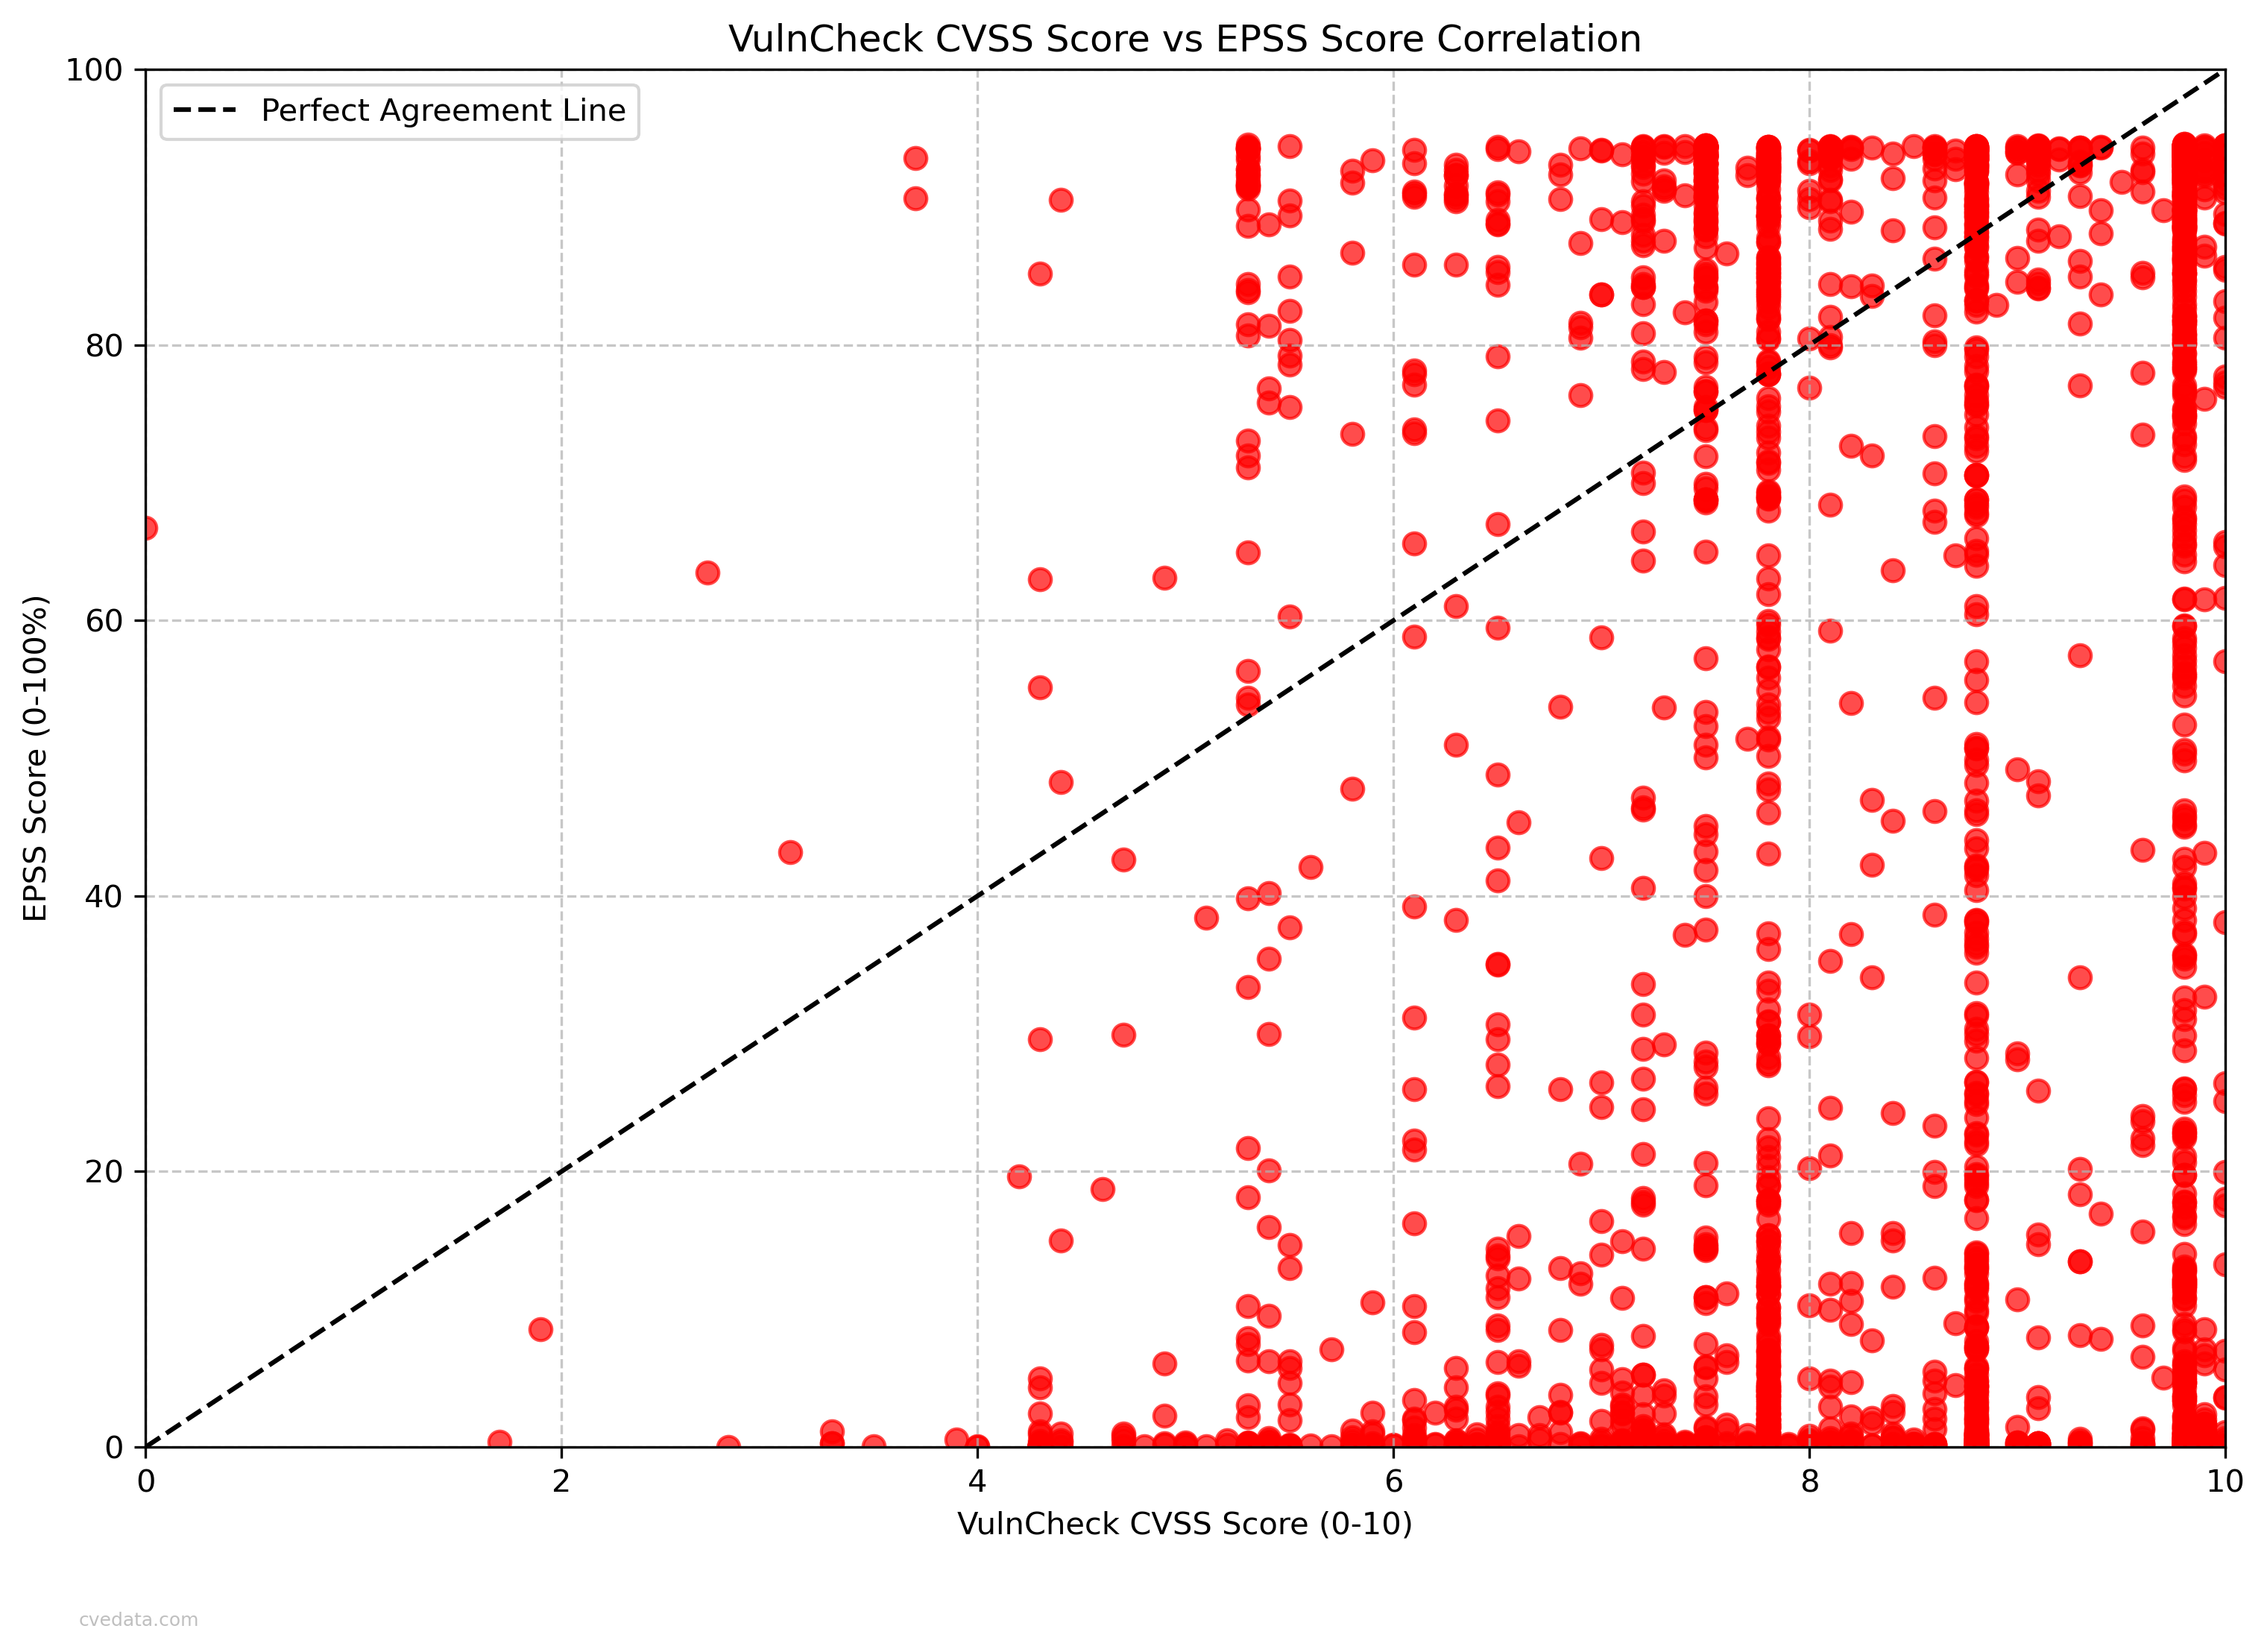 VulnCheck CVSS Score vs EPSS Score Correlation
100
Perfect Agreement Line
80
60
40
20
0
EPSS Score (0-100%)
0 2 4 6 8 10
VulnCheck CVSS Score (0-10)
cvedata.com